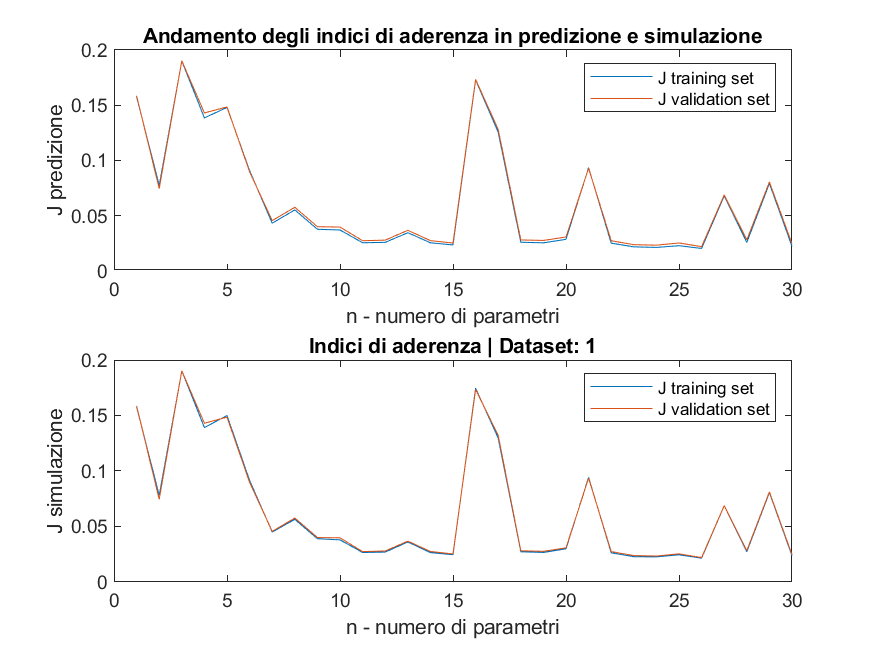 Andamento degli indici di aderenza in predizione e simulazione
0.2
0.15
0.1
0.05
0
J predizione
J training set
J validation set
0 5 10 15 20 25 30
n - numero di parametri
Indici di aderenza | Dataset: 1
0.2
0.15
0.1
0.05
0
J simulazione
J training set
J validation set
0 5 10 15 20 25 30
n - numero di parametri